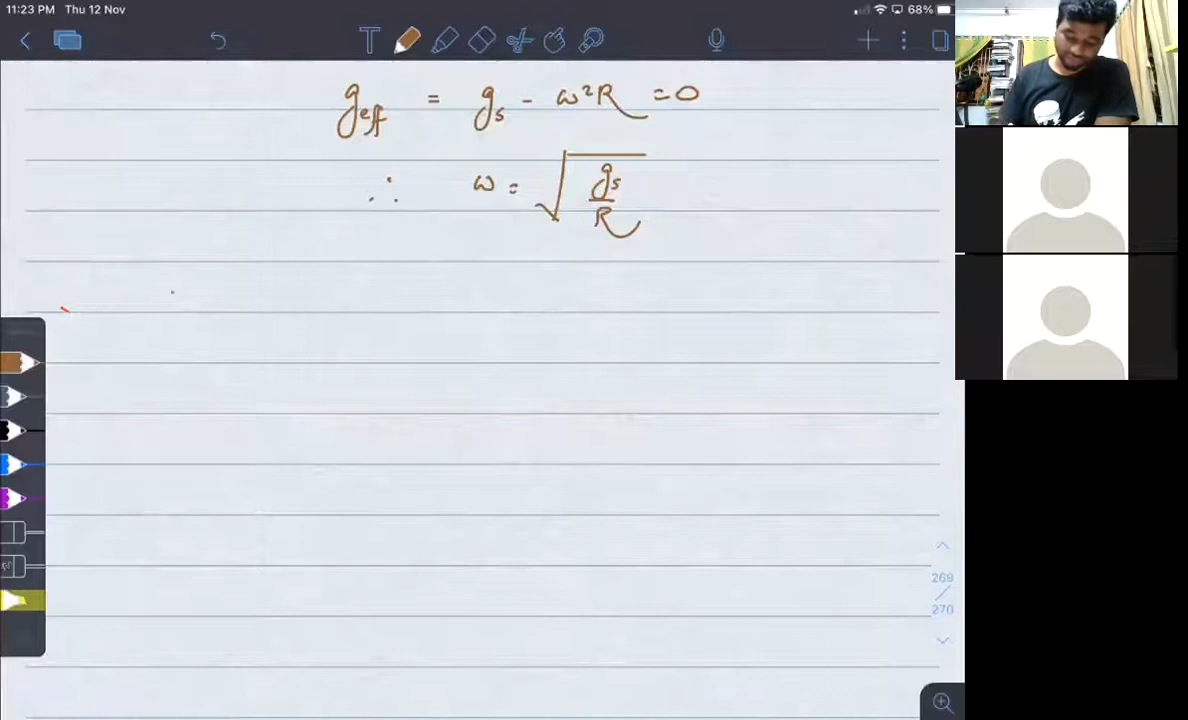 11:23 PM Thu 12 Nov 68%
T
g_eff = g_s - ω²R = 0
∴ ω = √(g_s/R)
269
/
270